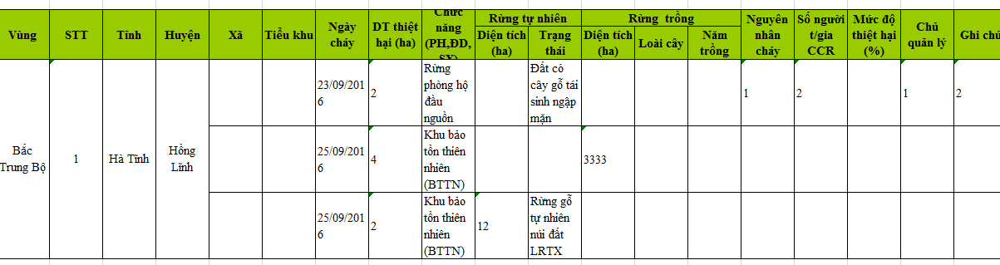 Vùng STT Tỉnh Huyện Xã Tiểu khu Ngày cháy DT thiệt hại (ha) Chức năng (PH,ĐD, SX) Rừng tự nhiên Rừng trồng Nguyên nhân cháy Số người t/gia CCR Mức độ thiệt hại (%) Chủ quản lý Ghi chú
Diện tích (ha) Trạng thái Diện tích (ha) Loài cây Năm trồng
Bắc Trung Bộ 1 Hà Tĩnh Hồng Lĩnh
23/09/2016 2 Rừng phòng hộ đầu nguồn Đất có cây gỗ tái sinh ngập mặn 1 2 1 2
25/09/2016 4 Khu bảo tồn thiên nhiên (BTTN) 3333
25/09/2016 2 Khu bảo tồn thiên nhiên (BTTN) 12 Rừng gỗ tự nhiên núi đất LRTX